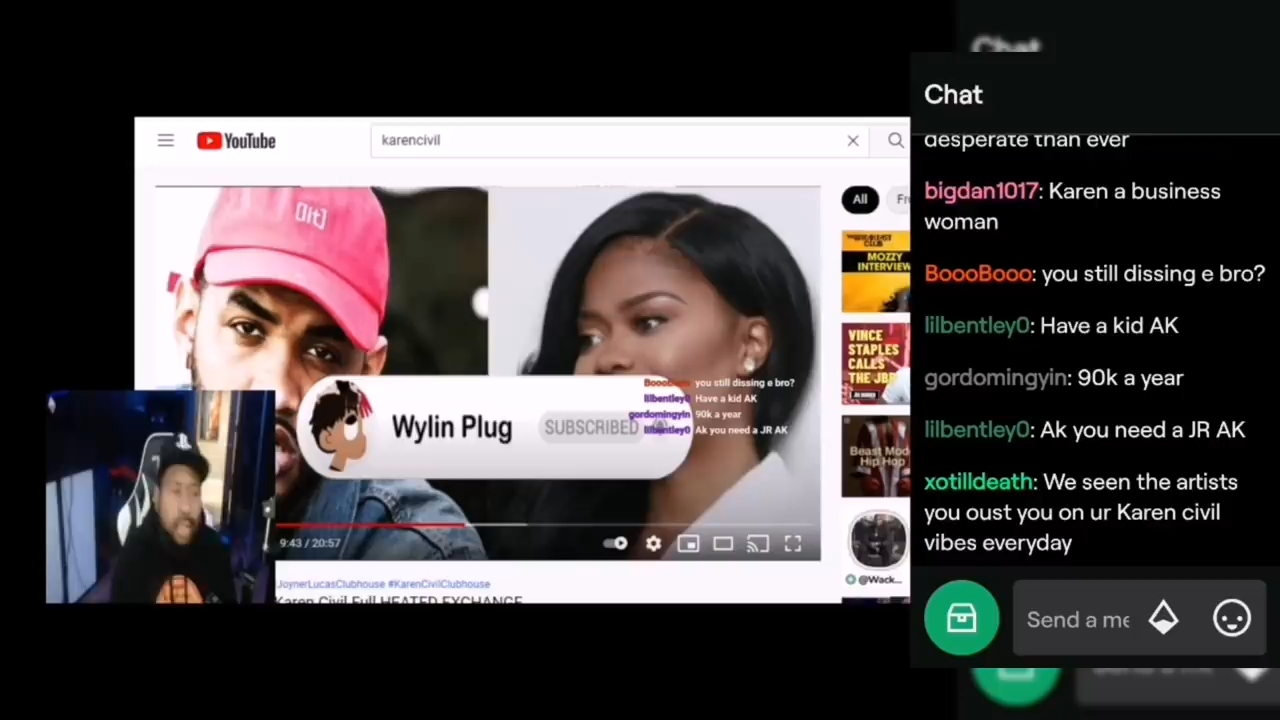 Chat
YouTube
karencivil
[lit]
All
MOZZY
INTERVIEW
VINCE
STAPLES
CALLS
THE JBP
Beast Mode
Hip Hop
@Wack...
Wylin Plug
SUBSCRIBED
BoooBooo you still dissing e bro?
lilbentley0 Have a kid AK
gordomingyin 90k a year
lilbentley0 Ak you need a JR AK
9:43 / 20:57
JoynerLucasClubhouse #KarenCivilClubhouse
Karen Civil Full HEATED EXCHANGE
Chat
desperate than ever
bigdan1017: Karen a business
woman
BoooBooo: you still dissing e bro?
lilbentley0: Have a kid AK
gordomingyin: 90k a year
lilbentley0: Ak you need a JR AK
xotilldeath: We seen the artists
you oust you on ur Karen civil
vibes everyday
Send a me